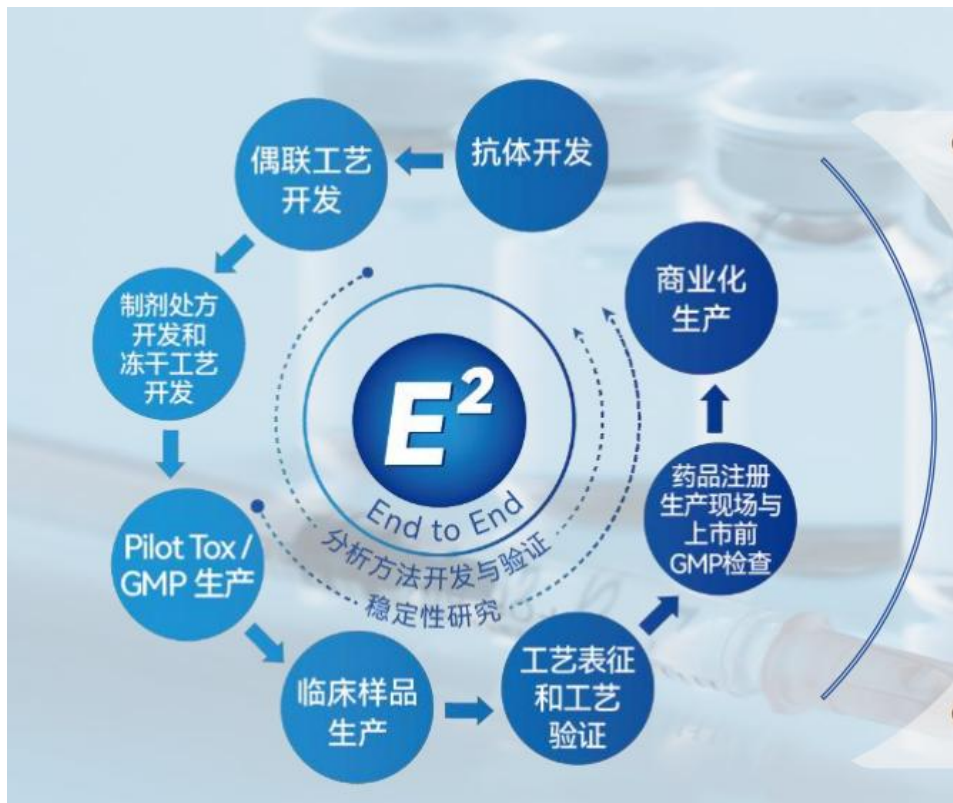 抗体开发
偶联工艺
开发
制剂处方
开发和
冻干工艺
开发
Pilot Tox /
GMP 生产
临床样品
生产
工艺表征
和工艺
验证
药品注册
生产现场与
上市前
GMP检查
商业化
生产
E²
End to End
分析方法开发与验证
稳定性研究